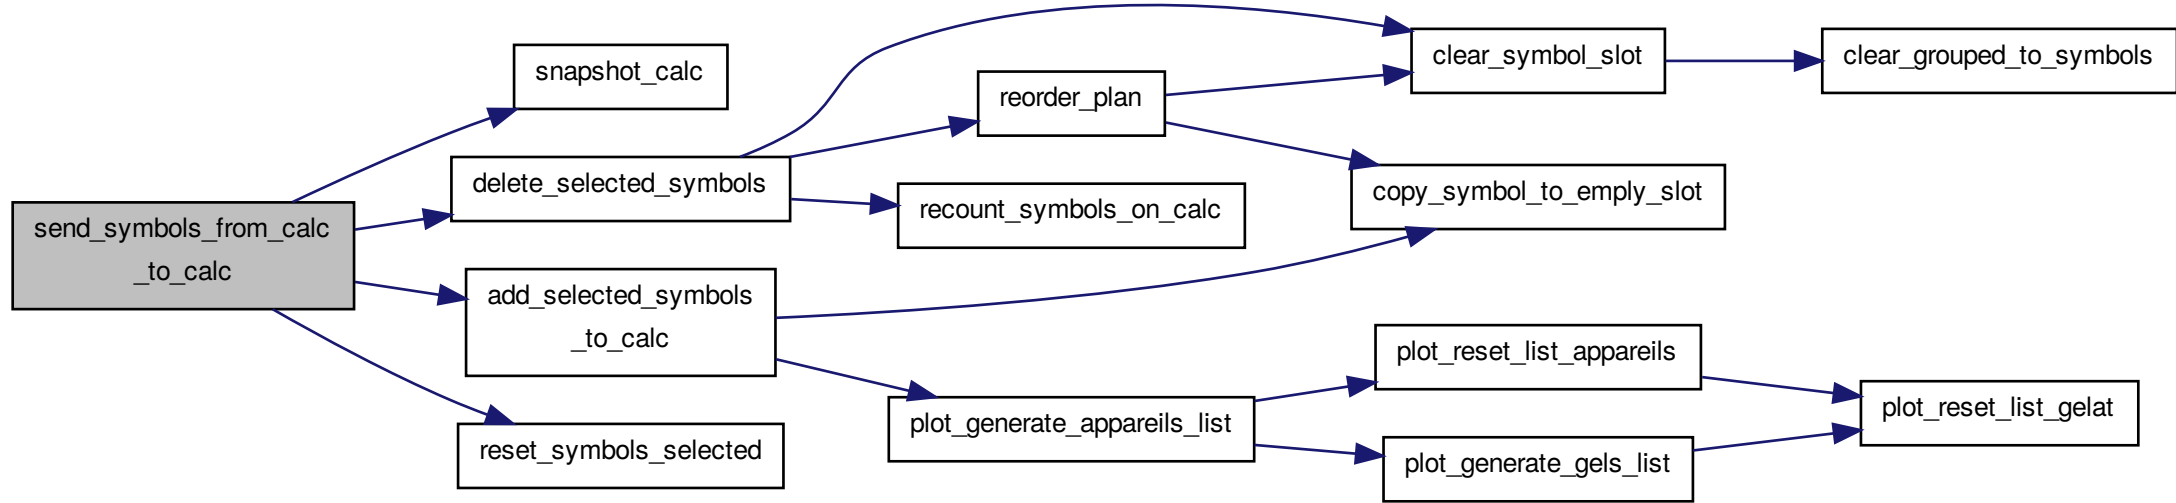 send_symbols_from_calc
_to_calc
snapshot_calc
delete_selected_symbols
add_selected_symbols
_to_calc
reset_symbols_selected
reorder_plan
recount_symbols_on_calc
plot_generate_appareils_list
clear_symbol_slot
copy_symbol_to_emply_slot
plot_reset_list_appareils
plot_generate_gels_list
clear_grouped_to_symbols
plot_reset_list_gelat